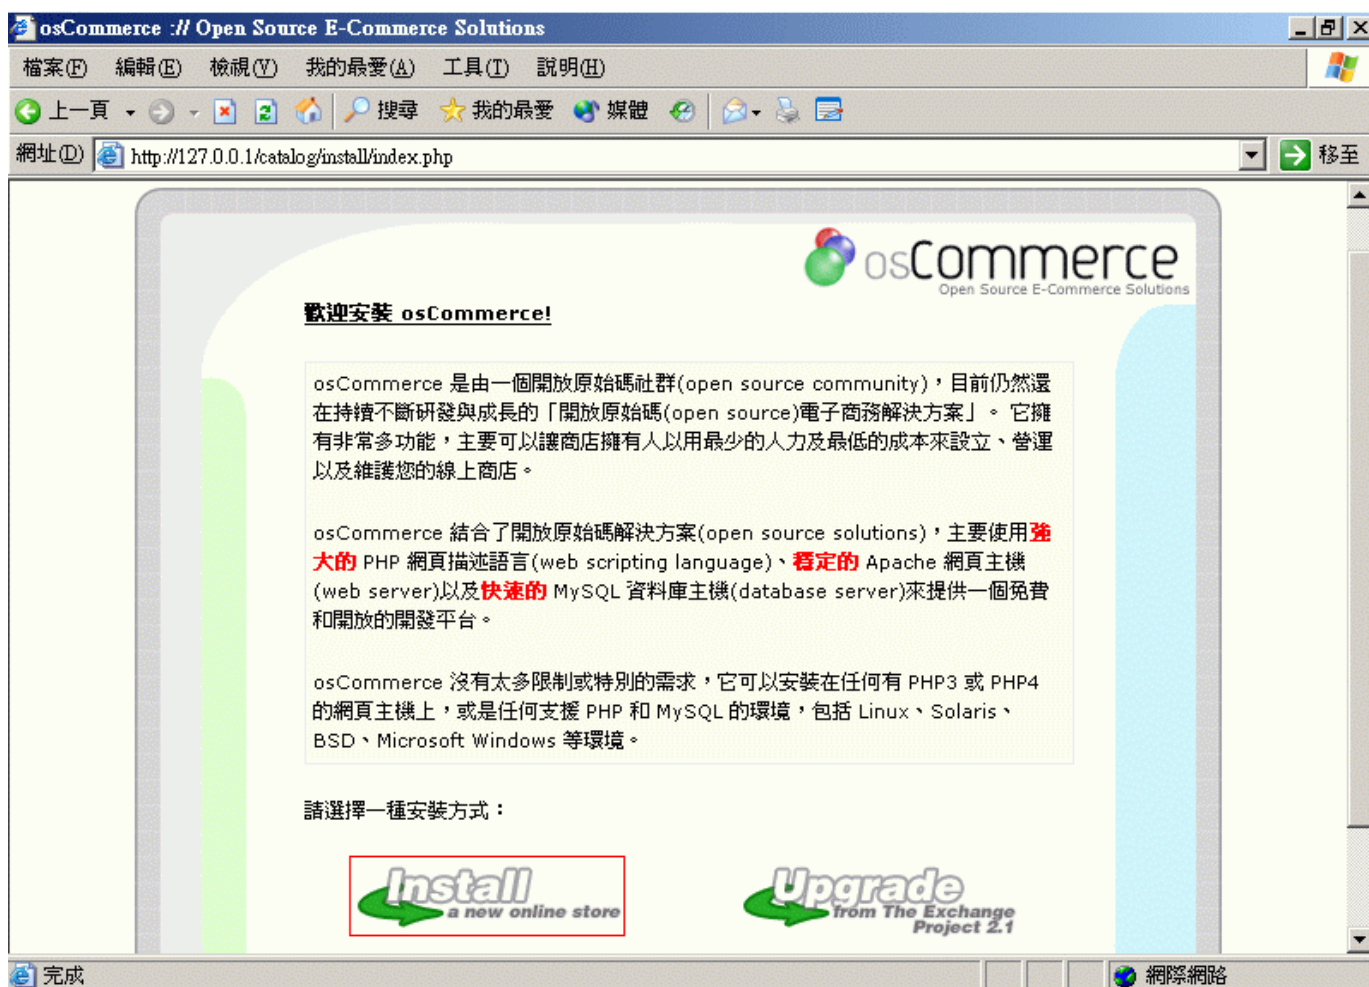 osCommerce :// Open Source E-Commerce Solutions
檔案(F) 編輯(E) 檢視(V) 我的最愛(A) 工具(T) 說明(H)
上一頁 搜尋 我的最愛 媒體
網址(D) http://127.0.0.1/catalog/install/index.php 移至
osCommerce
Open Source E-Commerce Solutions
歡迎安裝 osCommerce!
osCommerce 是由一個開放原始碼社群(open source community)，目前仍然還
在持續不斷研發與成長的「開放原始碼(open source)電子商務解決方案」。 它擁
有非常多功能，主要可以讓商店擁有人以用最少的人力及最低的成本來設立、營運
以及維護您的線上商店。
osCommerce 結合了開放原始碼解決方案(open source solutions)，主要使用強
大的 PHP 網頁描述語言(web scripting language)、穩定的 Apache 網頁主機
(web server)以及快速的 MySQL 資料庫主機(database server)來提供一個免費
和開放的開發平台。
osCommerce 沒有太多限制或特別的需求，它可以安裝在任何有 PHP3 或 PHP4
的網頁主機上，或是任何支援 PHP 和 MySQL 的環境，包括 Linux、Solaris、
BSD、Microsoft Windows 等環境。
請選擇一種安裝方式：
Install
a new online store
Upgrade
from The Exchange
Project 2.1
完成 網際網路